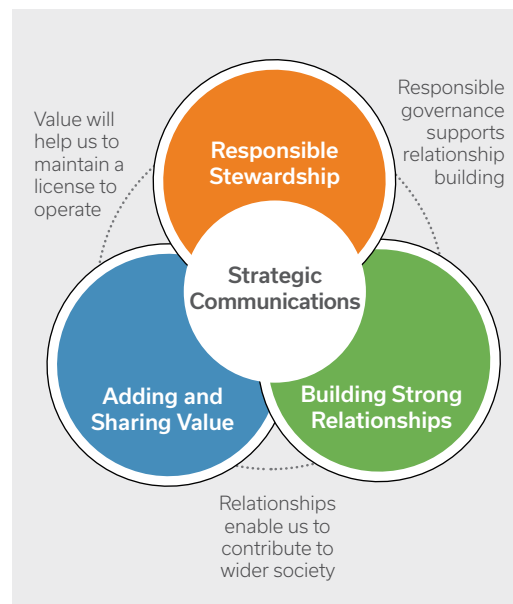 Value will
help us to
maintain a
license to
operate
Responsible
governance
supports
relationship
building
Responsible
Stewardship
Strategic
Communications
Adding and
Sharing Value
Building Strong
Relationships
Relationships
enable us to
contribute to
wider society